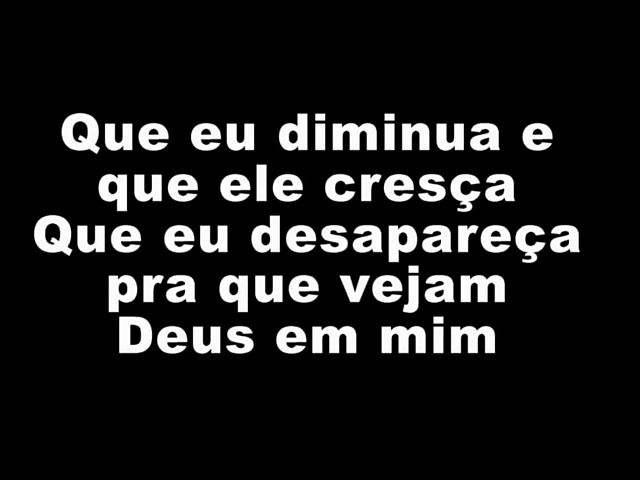 Que eu diminua e
que ele cresça
Que eu desapareça
pra que vejam
Deus em mim